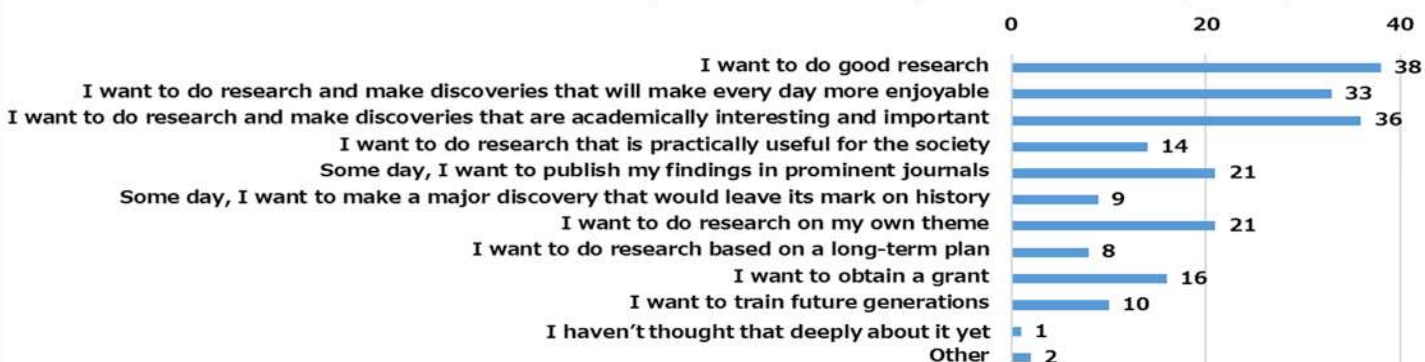 0 20 40
I want to do good research 38
I want to do research and make discoveries that will make every day more enjoyable 33
I want to do research and make discoveries that are academically interesting and important 36
I want to do research that is practically useful for the society 14
Some day, I want to publish my findings in prominent journals 21
Some day, I want to make a major discovery that would leave its mark on history 9
I want to do research on my own theme 21
I want to do research based on a long-term plan 8
I want to obtain a grant 16
I want to train future generations 10
I haven't thought that deeply about it yet 1
Other 2